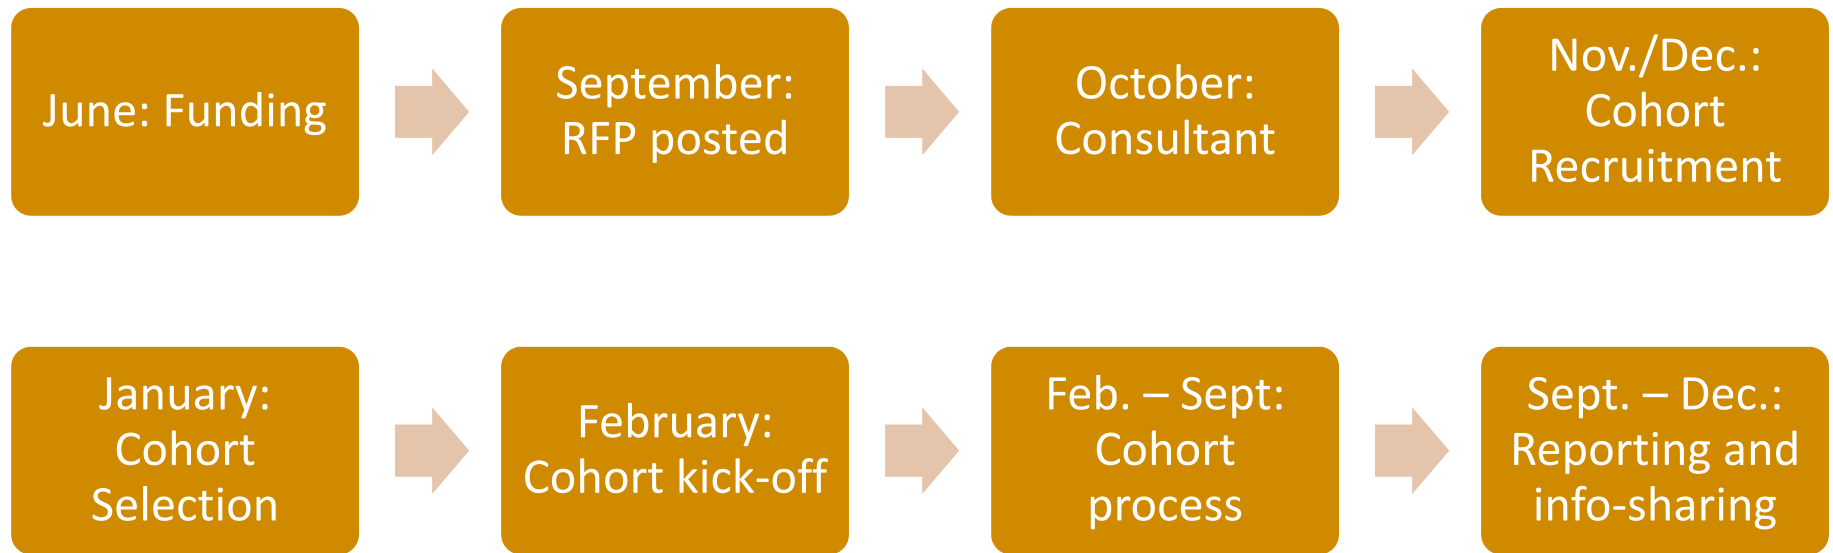 June: Funding
September:
RFP posted
October:
Consultant
Nov./Dec.:
Cohort
Recruitment
January:
Cohort
Selection
February:
Cohort kick-off
Feb. – Sept:
Cohort
process
Sept. – Dec.:
Reporting and
info-sharing